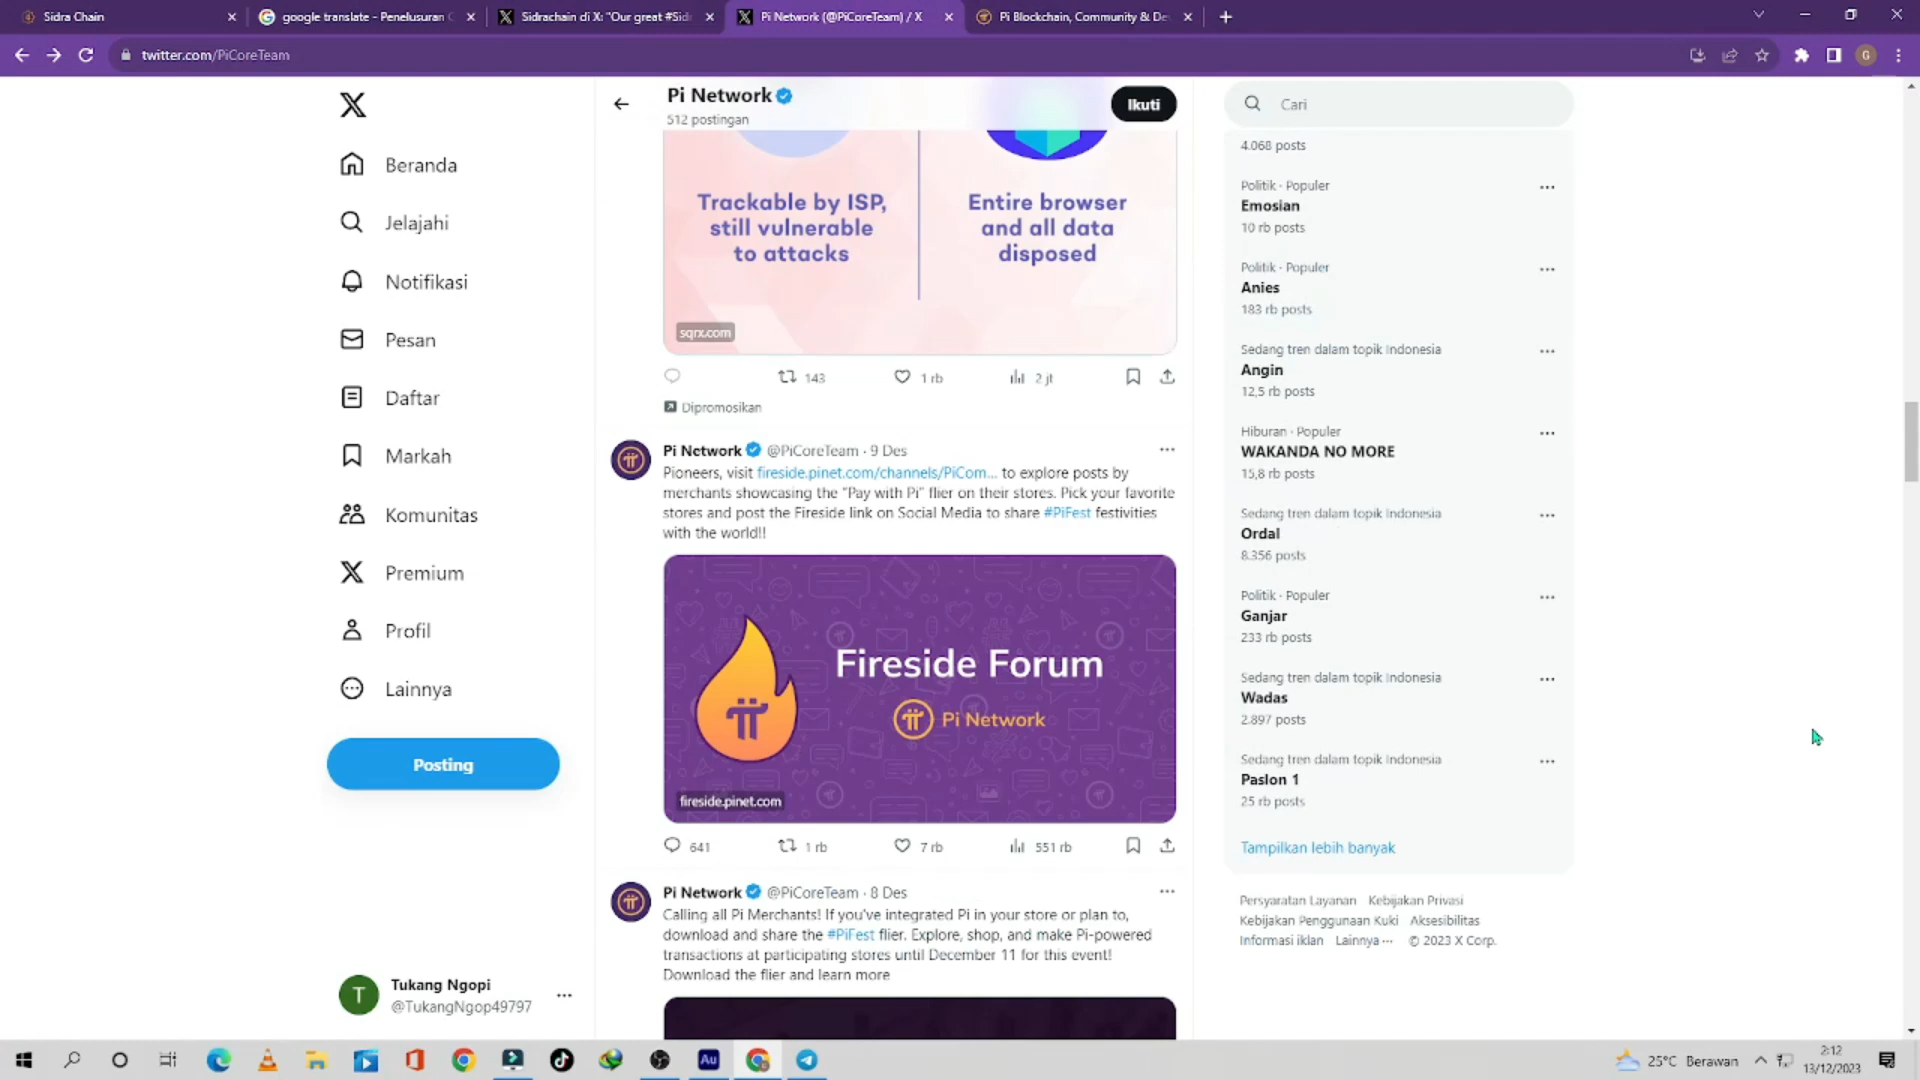 Sidra Chain
google translate - Penelusuran G
Sidrachain di X: "Our great #Sid
Pi Network (@PiCoreTeam) / X
Pi Blockchain, Community & De
twitter.com/PiCoreTeam
G
Beranda
Jelajahi
Notifikasi
Pesan
Daftar
Markah
Komunitas
Premium
Profil
Lainnya
Posting
T
Tukang Ngopi
@TukangNgop49797
Pi Network
512 postingan
Ikuti
Trackable by ISP,
still vulnerable
to attacks
Entire browser
and all data
disposed
sqrx.com
143
1 rb
2 jt
Dipromosikan
Pi Network @PiCoreTeam · 9 Des
Pioneers, visit fireside.pinet.com/channels/PiCom... to explore posts by
merchants showcasing the "Pay with Pi" flier on their stores. Pick your favorite
stores and post the Fireside link on Social Media to share #PiFest festivities
with the world!!
Fireside Forum
Pi Network
fireside.pinet.com
641
1 rb
7 rb
551 rb
Pi Network @PiCoreTeam · 8 Des
Calling all Pi Merchants! If you've integrated Pi in your store or plan to,
download and share the #PiFest flier. Explore, shop, and make Pi-powered
transactions at participating stores until December 11 for this event!
Download the flier and learn more
Cari
4.068 posts
Politik · Populer
Emosian
10 rb posts
Politik · Populer
Anies
183 rb posts
Sedang tren dalam topik Indonesia
Angin
12,5 rb posts
Hiburan · Populer
WAKANDA NO MORE
15,8 rb posts
Sedang tren dalam topik Indonesia
Ordal
8.356 posts
Politik · Populer
Ganjar
233 rb posts
Sedang tren dalam topik Indonesia
Wadas
2.897 posts
Sedang tren dalam topik Indonesia
Paslon 1
25 rb posts
Tampilkan lebih banyak
Persyaratan Layanan Kebijakan Privasi
Kebijakan Penggunaan Kuki Aksesibilitas
Informasi iklan Lainnya ··· © 2023 X Corp.
Au
25°C Berawan
2:12
13/12/2023